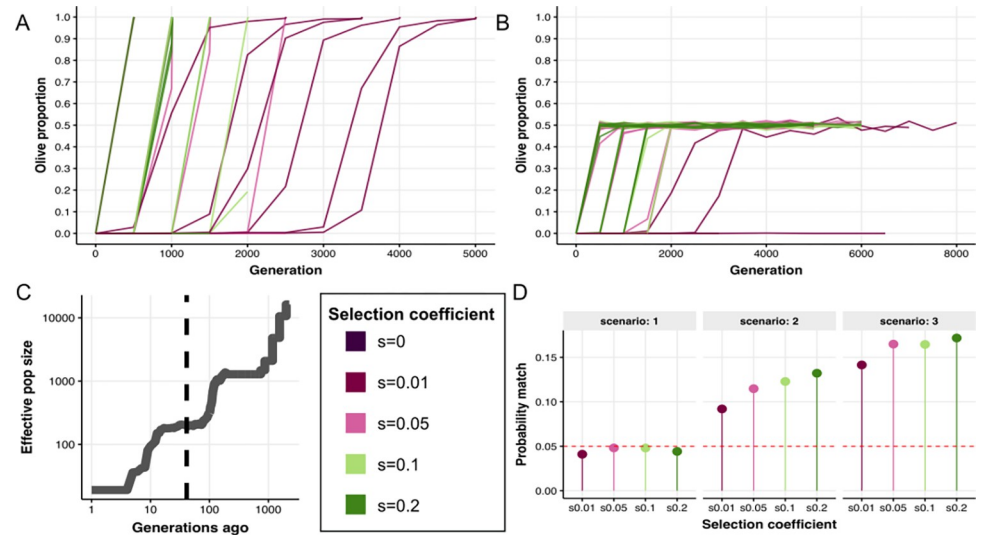 A
Olive proportion
1.0
0.9
0.8
0.7
0.6
0.5
0.4
0.3
0.2
0.1
0.0
0 1000 2000 3000 4000 5000
Generation
B
Olive proportion
1.0
0.9
0.8
0.7
0.6
0.5
0.4
0.3
0.2
0.1
0.0
0 2000 4000 6000 8000
Generation
C
Effective pop size
10000
1000
100
1 10 100 1000
Generations ago
Selection coefficient
s=0
s=0.01
s=0.05
s=0.1
s=0.2
D
scenario: 1 scenario: 2 scenario: 3
Probability match
0.15
0.10
0.05
0.00
s0.01 s0.05 s0.1 s0.2 s0.01 s0.05 s0.1 s0.2 s0.01 s0.05 s0.1 s0.2
Selection coefficient